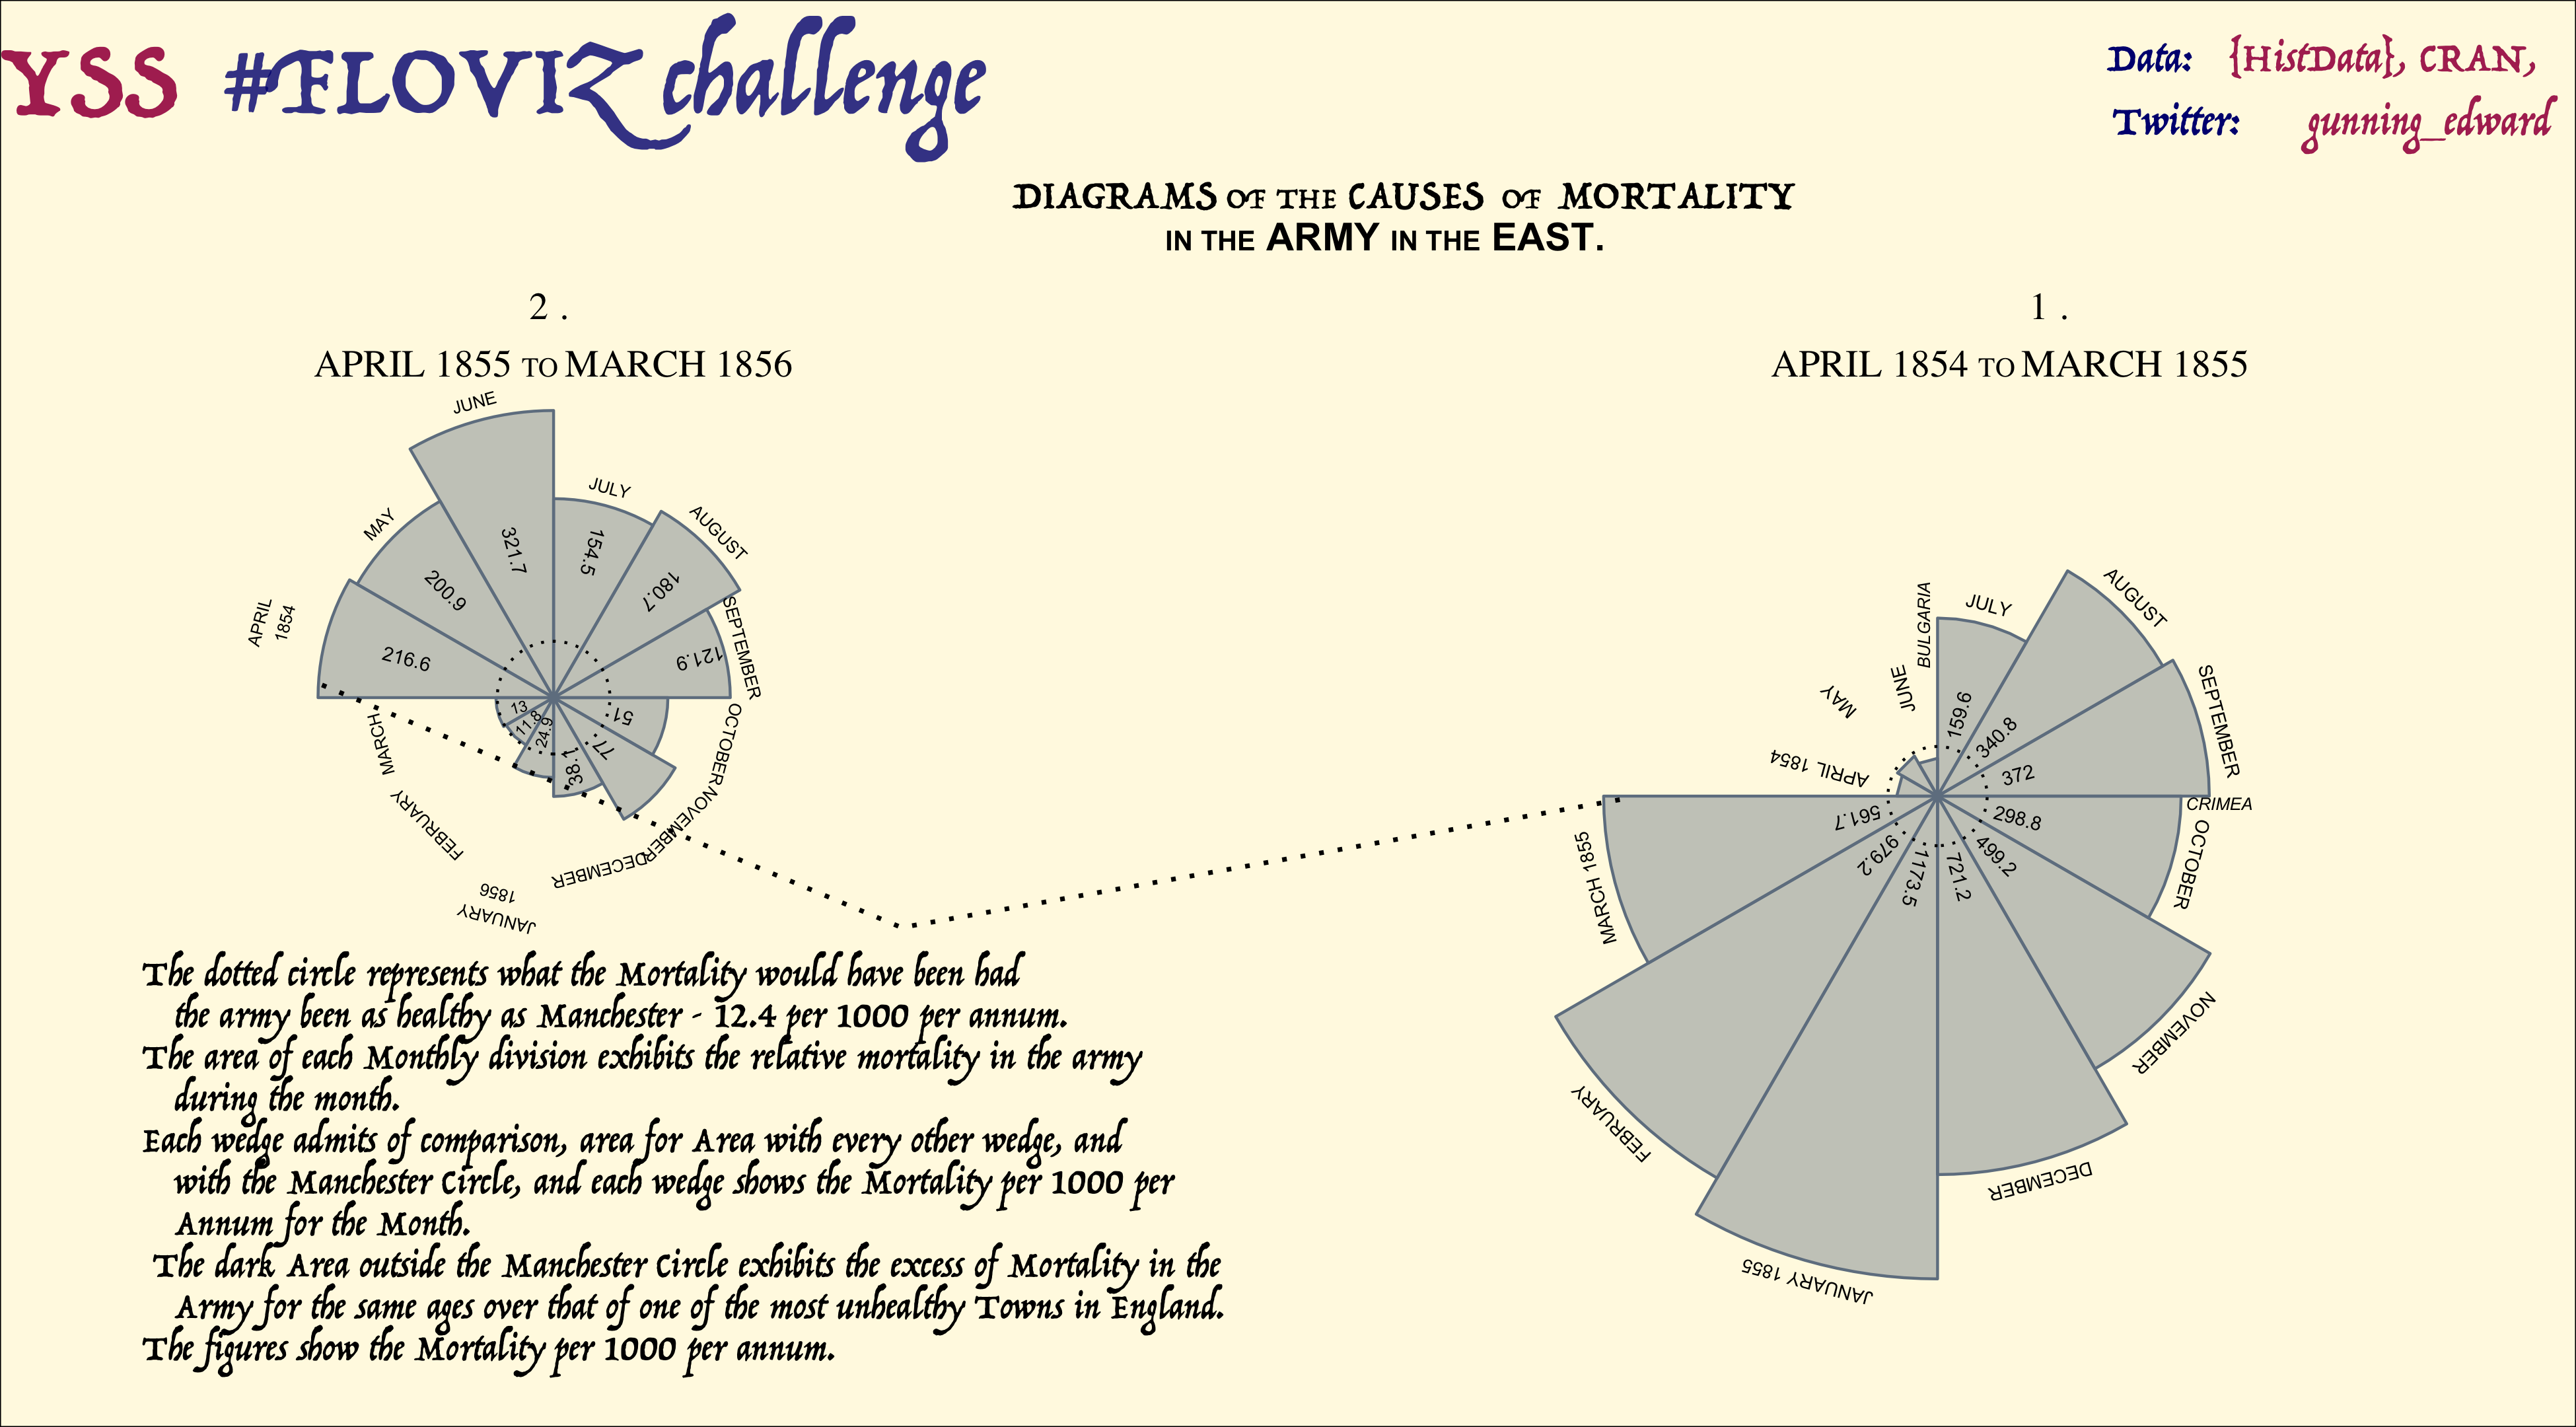 YSS #FLOVIZ challenge
Data: {HistData}, CRAN,
Twitter: gunning_edward
DIAGRAMS OF THE CAUSES OF MORTALITY
IN THE ARMY IN THE EAST.
2 .
APRIL 1855 TO MARCH 1856
JUNE
JULY
MAY
AUGUST
APRIL
1854
SEPTEMBER
321.7
154.5
200.9
180.7
216.6
121.9
13
11.8
24.9
38.1
77
51
MARCH
OCTOBER
FEBRUARY
NOVEMBER
DECEMBER
1856
JANUARY
1 .
APRIL 1854 TO MARCH 1855
BULGARIA
JULY
AUGUST
JUNE
MAY
SEPTEMBER
APRIL 1854
159.6
340.8
372
CRIMEA
561.7
298.8
979.2
499.2
1173.5
721.2
MARCH 1855
OCTOBER
NOVEMBER
FEBRUARY
DECEMBER
JANUARY 1855
The dotted circle represents what the Mortality would have been had
the army been as healthy as Manchester - 12.4 per 1000 per annum.
The area of each Monthly division exhibits the relative mortality in the army
during the month.
Each wedge admits of comparison, area for Area with every other wedge, and
with the Manchester Circle, and each wedge shows the Mortality per 1000 per
Annum for the Month.
The dark Area outside the Manchester Circle exhibits the excess of Mortality in the
Army for the same ages over that of one of the most unhealthy Towns in England.
The figures show the Mortality per 1000 per annum.